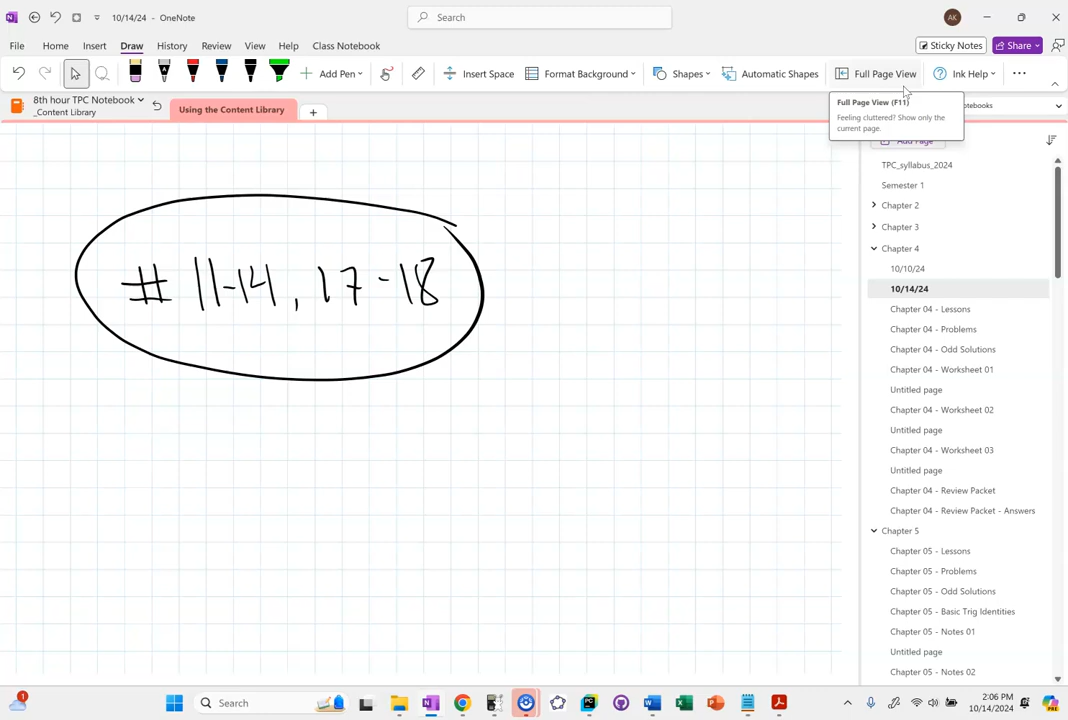 10/14/24 - OneNote
Search
AK
File Home Insert Draw History Review View Help Class Notebook
Sticky Notes Share
Add Pen Insert Space Format Background Shapes Automatic Shapes Full Page View Ink Help
8th hour TPC Notebook
_Content Library
Using the Content Library
Full Page View (F11)
Feeling cluttered? Show only the
current page.
otebooks
Add Page
TPC_syllabus_2024
Semester 1
Chapter 2
Chapter 3
Chapter 4
10/10/24
10/14/24
Chapter 04 - Lessons
Chapter 04 - Problems
Chapter 04 - Odd Solutions
Chapter 04 - Worksheet 01
Untitled page
Chapter 04 - Worksheet 02
Untitled page
Chapter 04 - Worksheet 03
Untitled page
Chapter 04 - Review Packet
Chapter 04 - Review Packet - Answers
Chapter 5
Chapter 05 - Lessons
Chapter 05 - Problems
Chapter 05 - Odd Solutions
Chapter 05 - Basic Trig Identities
Chapter 05 - Notes 01
Untitled page
Chapter 05 - Notes 02
# 11-14, 17-18
1
Search
2:06 PM
10/14/2024
PRE